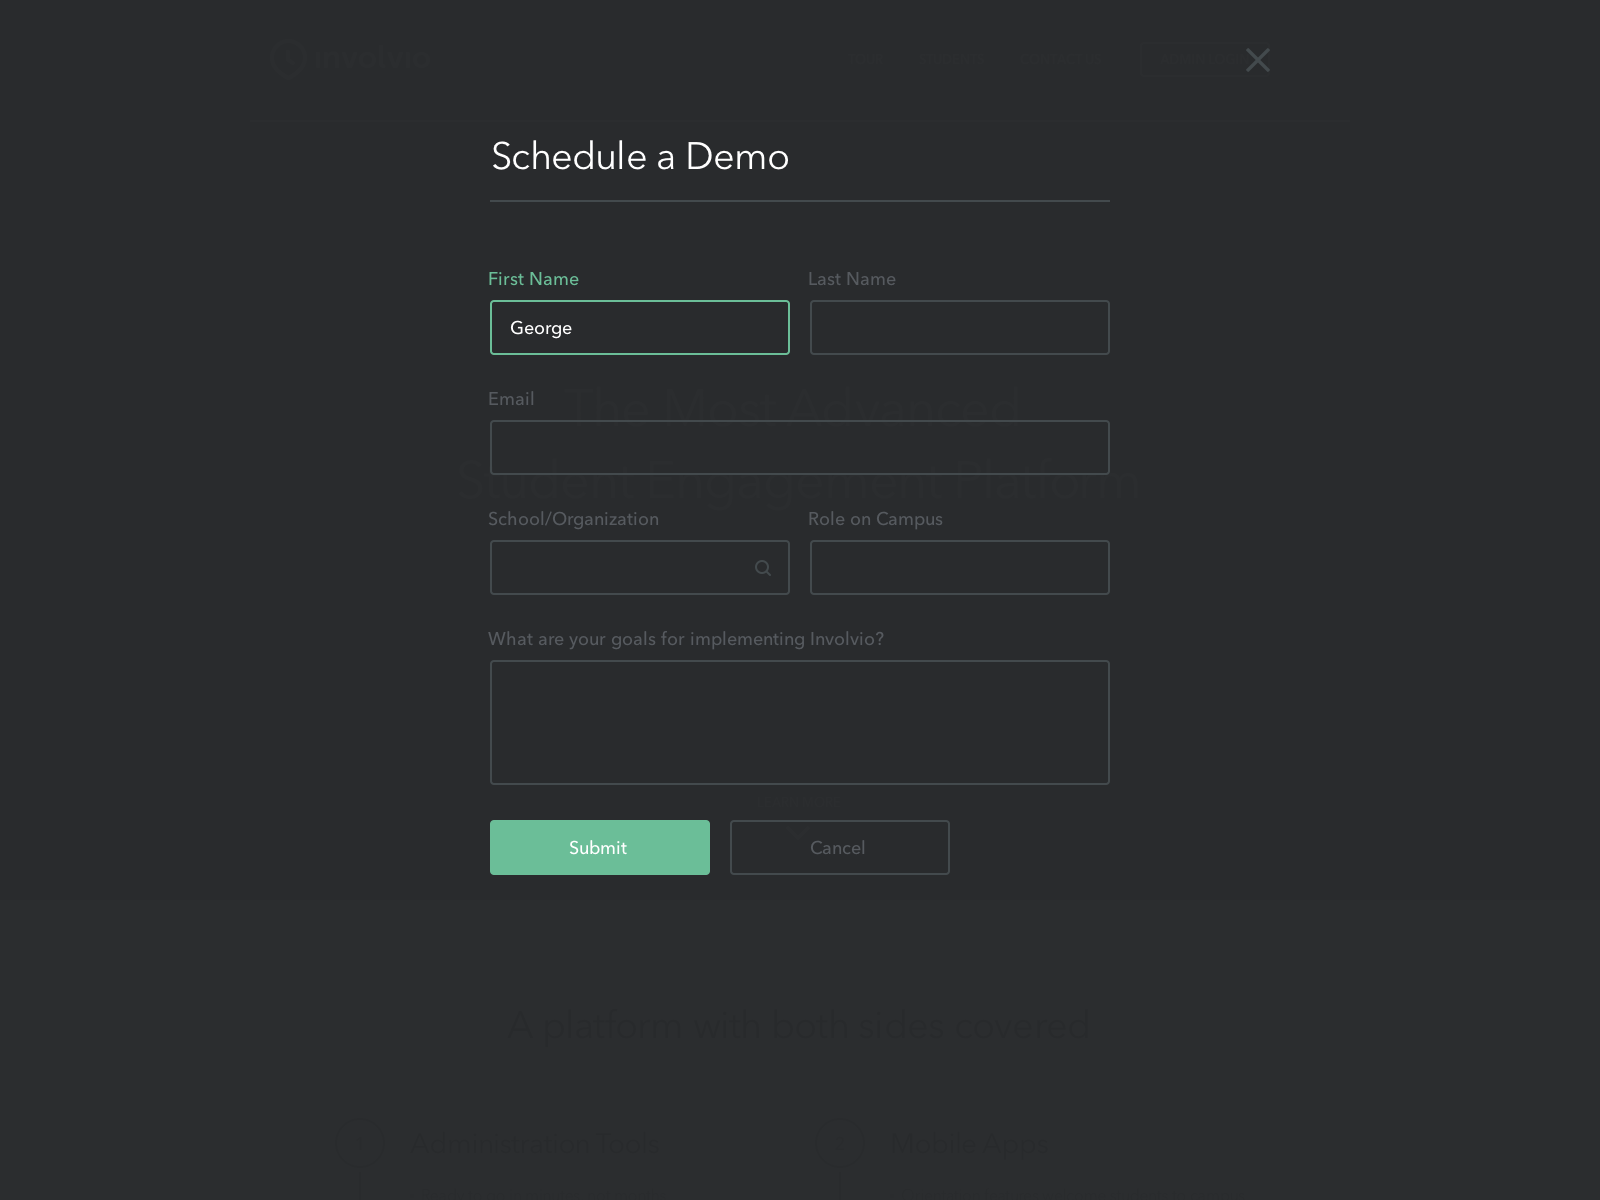 involvio
Schedule a Demo
First Name
Last Name
George
Email
The Most Advanced
Student Engagement Platform
School/Organization
Role on Campus
What are your goals for implementing Involvio?
Submit
Cancel
A platform with both sides covered
Administration Tools
Mobile Apps